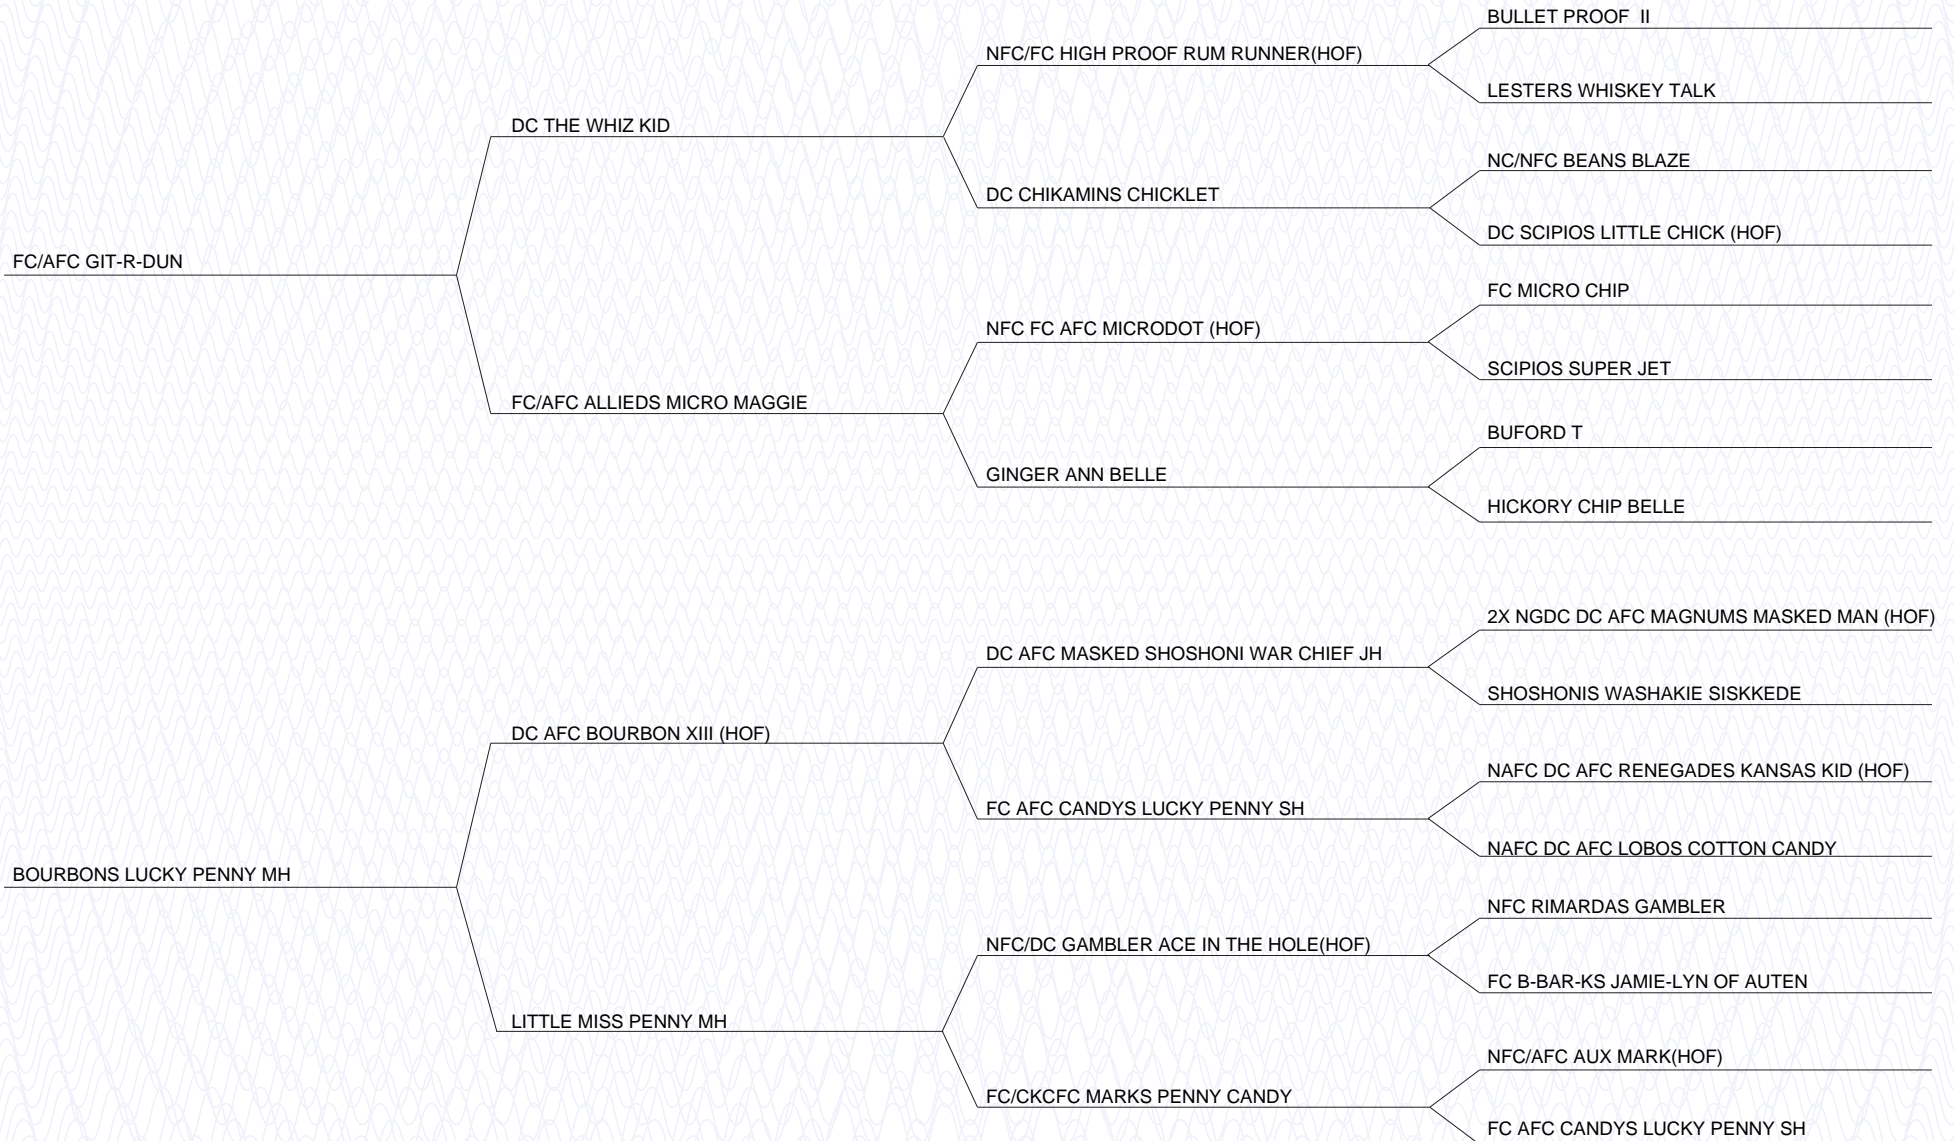 BULLET PROOF  II
NFC/FC HIGH PROOF RUM RUNNER(HOF)
LESTERS WHISKEY TALK
DC THE WHIZ KID
NC/NFC BEANS BLAZE
DC CHIKAMINS CHICKLET
DC SCIPIOS LITTLE CHICK (HOF)
FC/AFC GIT-R-DUN
FC MICRO CHIP
NFC FC AFC MICRODOT (HOF)
SCIPIOS SUPER JET
FC/AFC ALLIEDS MICRO MAGGIE
BUFORD T
GINGER ANN BELLE
HICKORY CHIP BELLE
2X NGDC DC AFC MAGNUMS MASKED MAN (HOF)
DC AFC MASKED SHOSHONI WAR CHIEF JH
SHOSHONIS WASHAKIE SISKKEDE
DC AFC BOURBON XIII (HOF)
NAFC DC AFC RENEGADES KANSAS KID (HOF)
FC AFC CANDYS LUCKY PENNY SH
NAFC DC AFC LOBOS COTTON CANDY
BOURBONS LUCKY PENNY MH
NFC RIMARDAS GAMBLER
NFC/DC GAMBLER ACE IN THE HOLE(HOF)
FC B-BAR-KS JAMIE-LYN OF AUTEN
LITTLE MISS PENNY MH
NFC/AFC AUX MARK(HOF)
FC/CKCFC MARKS PENNY CANDY
FC AFC CANDYS LUCKY PENNY SH